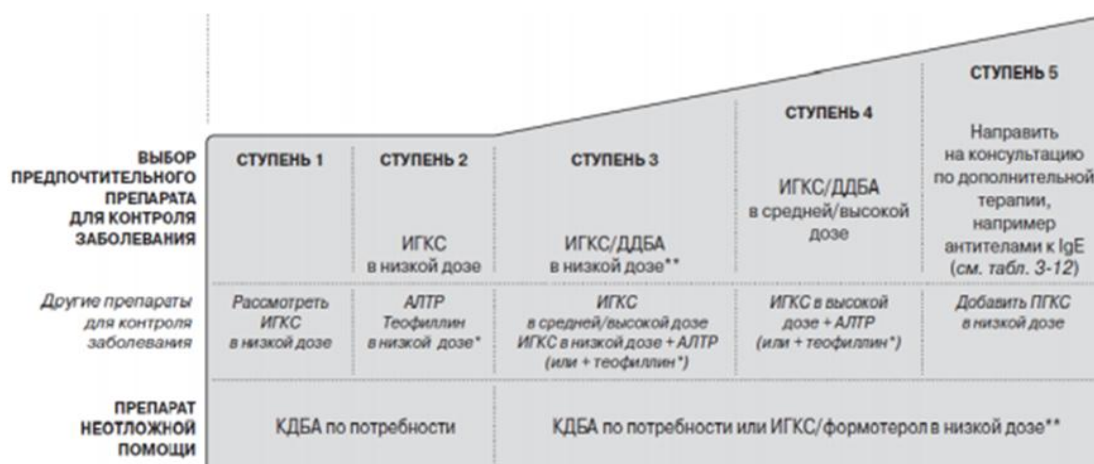 СТУПЕНЬ 5
СТУПЕНЬ 4
Направить
на консультацию
по дополнительной
терапии,
например
антителами к IgE
(см. табл. 3-12)
ВЫБОР
ПРЕДПОЧТИТЕЛЬНОГО
ПРЕПАРАТА
ДЛЯ КОНТРОЛЯ
ЗАБОЛЕВАНИЯ
СТУПЕНЬ 1
СТУПЕНЬ 2
ИГКС
в низкой дозе
СТУПЕНЬ 3
ИГКС/ДДБА
в низкой дозе**
ИГКС/ДДБА
в средней/высокой
дозе
Другие препараты
для контроля
заболевания
Рассмотреть
ИГКС
в низкой дозе
АЛТР
Теофиллин
в низкой дозе*
ИГКС
в средней/высокой дозе
ИГКС в низкой дозе + АЛТР
(или + теофиллин*)
ИГКС в высокой
дозе + АЛТР
(или + теофиллин*)
Добавить ПГКС
в низкой дозе
ПРЕПАРАТ
НЕОТЛОЖНОЙ
ПОМОЩИ
КДБА по потребности
КДБА по потребности или ИГКС/формотерол в низкой дозе**